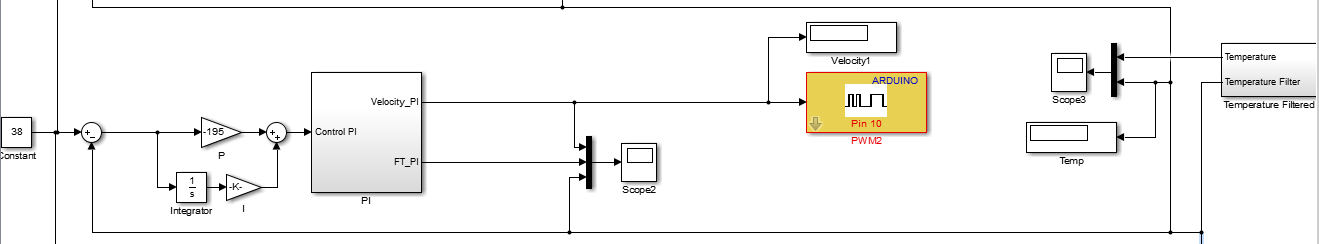 38
Constant
-195
P
1
s
Integrator
-K-
I
Control PI
Velocity_PI
FT_PI
PI
Scope2
Velocity1
ARDUINO
Pin 10
PWM2
Scope3
Temp
Temperature
Temperature Filter
Temperature Filtered